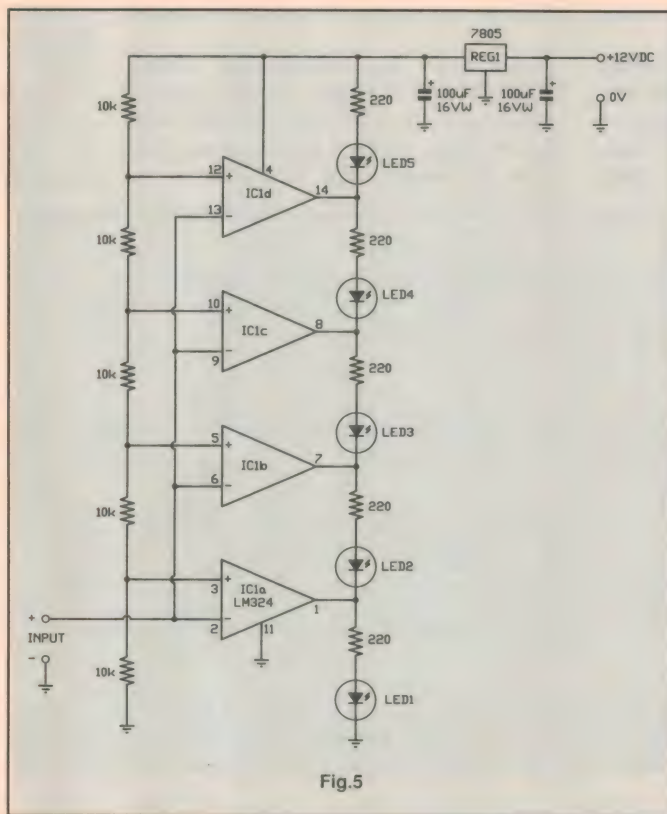 7805
REG1
+12VDC
+
100uF
16VW
+
100uF
16VW
0V
10k
220
LED5
4
12
+
IC1d
14
13
-
10k
220
LED4
10
+
IC1c
8
9
-
10k
220
LED3
5
+
IC1b
7
6
-
10k
220
LED2
3
+
IC1a
LM324
1
+
INPUT
2
-
11
-
10k
220
LED1
Fig.5